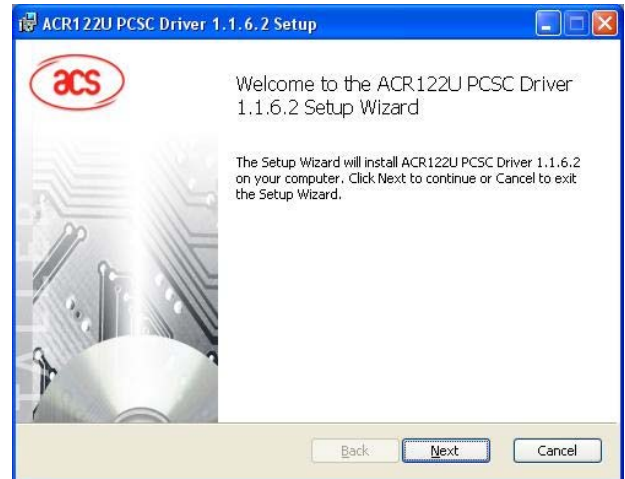 ACR122U PCSC Driver 1.1.6.2 Setup
acs
Welcome to the ACR122U PCSC Driver
1.1.6.2 Setup Wizard
The Setup Wizard will install ACR122U PCSC Driver 1.1.6.2
on your computer. Click Next to continue or Cancel to exit
the Setup Wizard.
Back
Next
Cancel